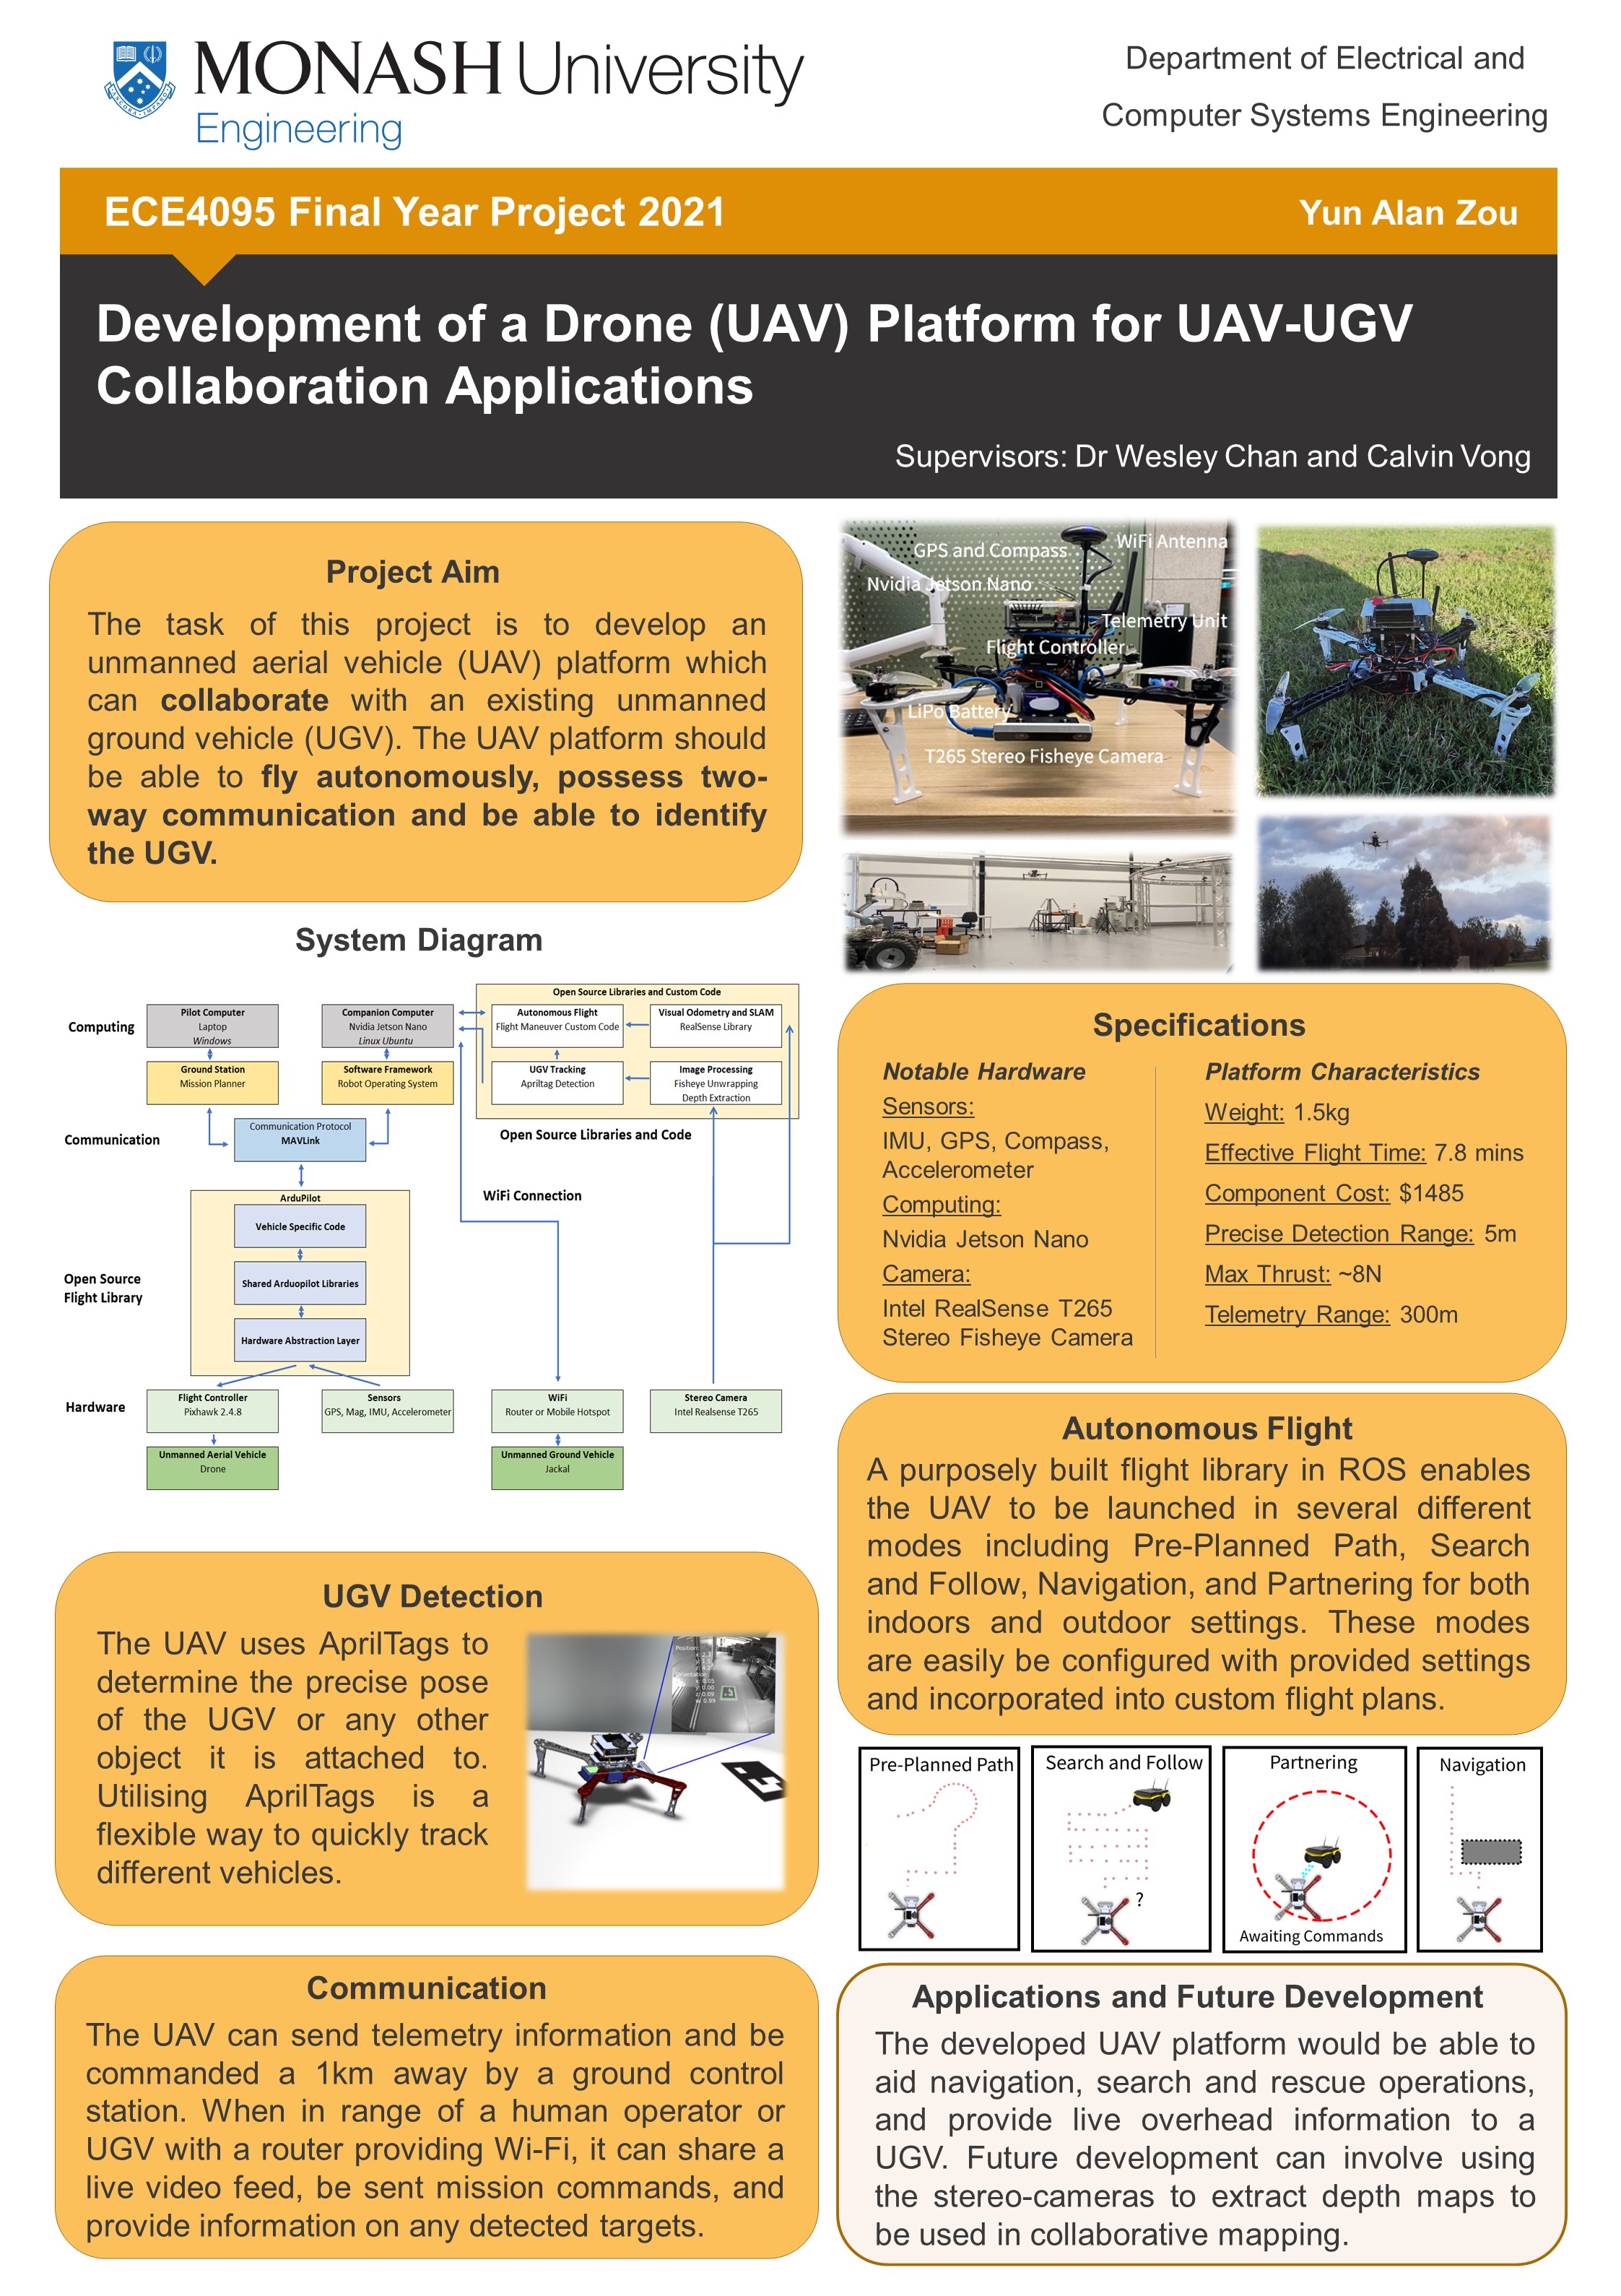 MONASH University
Engineering
Department of Electrical and
Computer Systems Engineering
ECE4095 Final Year Project 2021
Yun Alan Zou
Development of a Drone (UAV) Platform for UAV-UGV
Collaboration Applications
Supervisors: Dr Wesley Chan and Calvin Vong
Project Aim
The task of this project is to develop an
unmanned aerial vehicle (UAV) platform which
can collaborate with an existing unmanned
ground vehicle (UGV). The UAV platform should
be able to fly autonomously, possess two-
way communication and be able to identify
the UGV.
GPS and Compass
WiFi Antenna
Nvidia Jetson Nano
Telemetry Unit
Flight Controller
LiPo Battery
T265 Stereo Fisheye Camera
System Diagram
Computing
Pilot Computer
Laptop
Windows
Companion Computer
Nvidia Jetson Nano
Linux Ubuntu
Open Source Libraries and Custom Code
Autonomous Flight
Flight Maneuver Custom Code
Visual Odometry and SLAM
RealSense Library
Ground Station
Mission Planner
Software Framework
Robot Operating System
UGV Tracking
Apriltag Detection
Image Processing
Fisheye Unwrapping
Depth Extraction
Communication
Communication Protocol
MAVLink
Open Source Libraries and Code
WiFi Connection
ArduPilot
Vehicle Specific Code
Open Source
Flight Library
Shared Arduopilot Libraries
Hardware Abstraction Layer
Hardware
Flight Controller
Pixhawk 2.4.8
Sensors
GPS, Mag, IMU, Accelerometer
WiFi
Router or Mobile Hotspot
Stereo Camera
Intel Realsense T265
Unmanned Aerial Vehicle
Drone
Unmanned Ground Vehicle
Jackal
Specifications
Notable Hardware
Sensors:
IMU, GPS, Compass,
Accelerometer
Computing:
Nvidia Jetson Nano
Camera:
Intel RealSense T265
Stereo Fisheye Camera
Platform Characteristics
Weight: 1.5kg
Effective Flight Time: 7.8 mins
Component Cost: $1485
Precise Detection Range: 5m
Max Thrust: ~8N
Telemetry Range: 300m
UGV Detection
The UAV uses AprilTags to
determine the precise pose
of the UGV or any other
object it is attached to.
Utilising AprilTags is a
flexible way to quickly track
different vehicles.
Communication
The UAV can send telemetry information and be
commanded a 1km away by a ground control
station. When in range of a human operator or
UGV with a router providing Wi-Fi, it can share a
live video feed, be sent mission commands, and
provide information on any detected targets.
Autonomous Flight
A purposely built flight library in ROS enables
the UAV to be launched in several different
modes including Pre-Planned Path, Search
and Follow, Navigation, and Partnering for both
indoors and outdoor settings. These modes
are easily be configured with provided settings
and incorporated into custom flight plans.
Pre-Planned Path
Search and Follow
?
Partnering
Awaiting Commands
Navigation
Applications and Future Development
The developed UAV platform would be able to
aid navigation, search and rescue operations,
and provide live overhead information to a
UGV. Future development can involve using
the stereo-cameras to extract depth maps to
be used in collaborative mapping.